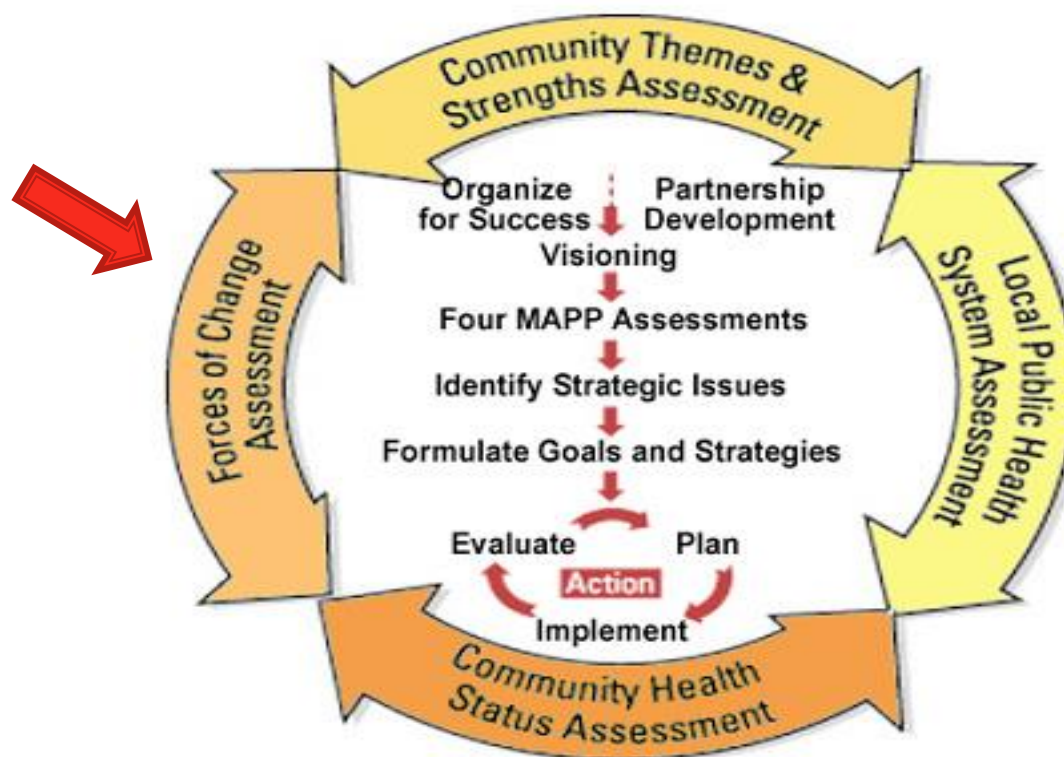 Community Themes &
Strengths Assessment
Organize
for Success
Partnership
Development
Visioning
Four MAPP Assessments
Identify Strategic Issues
Formulate Goals and Strategies
Evaluate
Plan
Action
Implement
Forces of Change
Assessment
Local Public Health
System Assessment
Community Health
Status Assessment